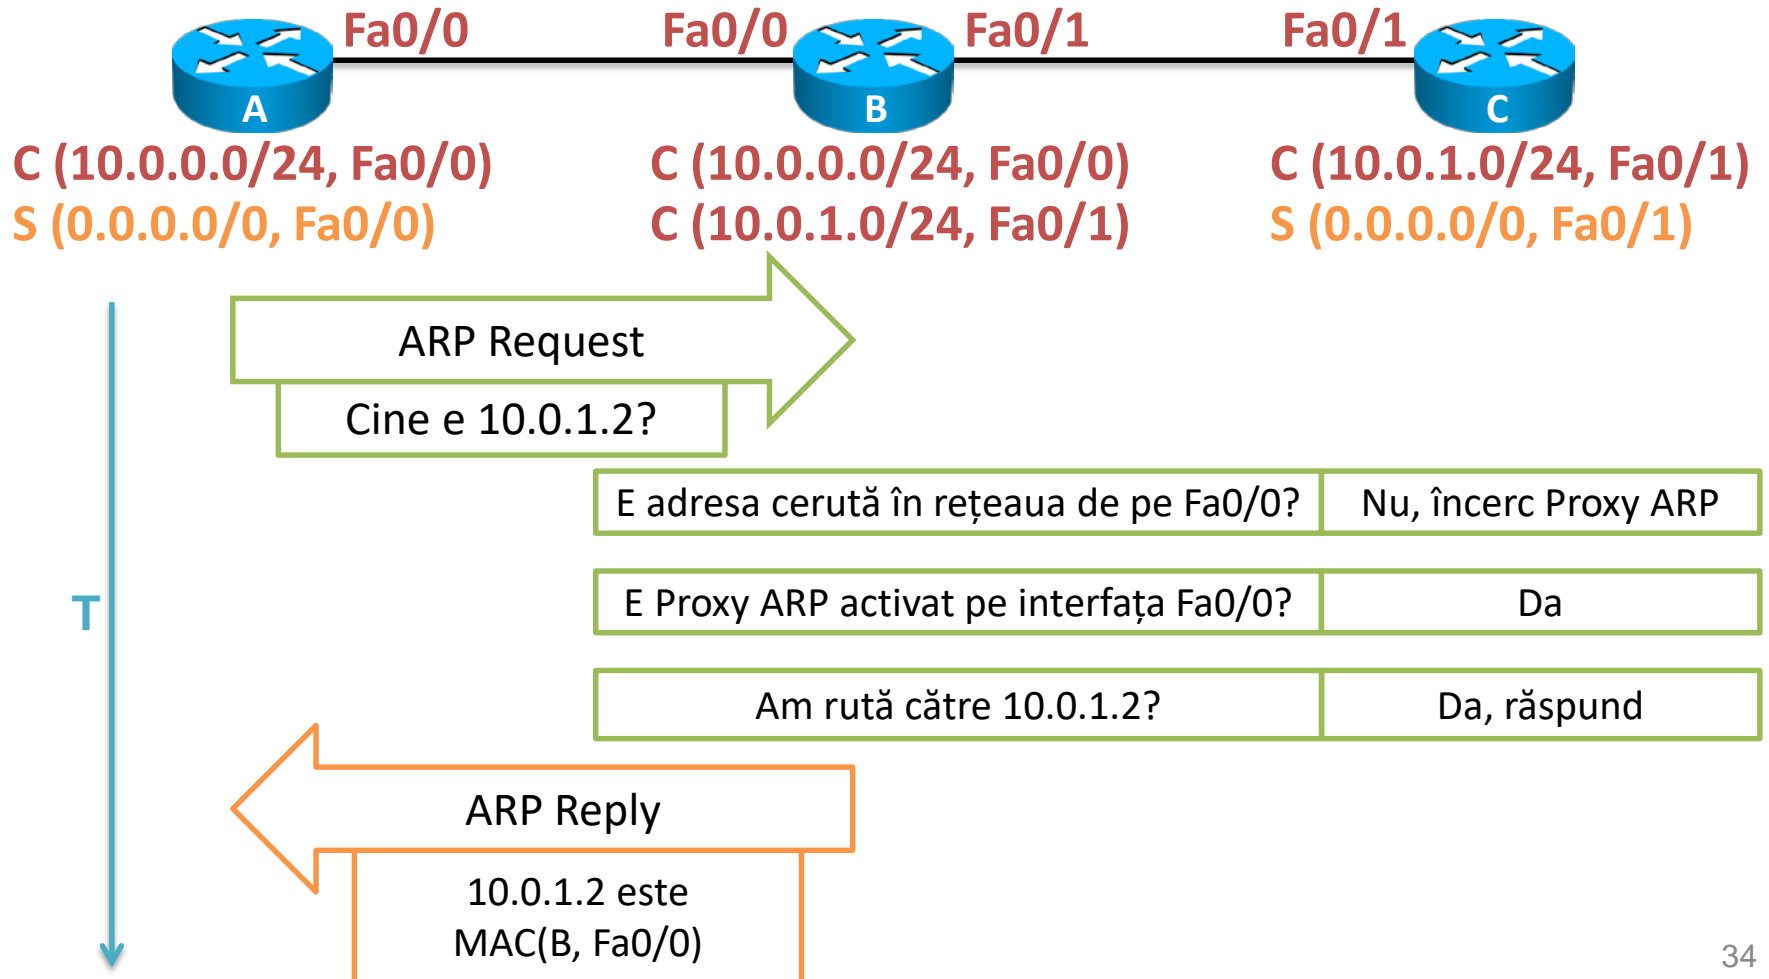 Fa0/0 Fa0/0 Fa0/1 Fa0/1
A B C
C (10.0.0.0/24, Fa0/0)
S (0.0.0.0/0, Fa0/0)
C (10.0.0.0/24, Fa0/0)
C (10.0.1.0/24, Fa0/1)
C (10.0.1.0/24, Fa0/1)
S (0.0.0.0/0, Fa0/1)
ARP Request
Cine e 10.0.1.2?
E adresa cerută în rețeaua de pe Fa0/0? Nu, încerc Proxy ARP
T
E Proxy ARP activat pe interfața Fa0/0? Da
Am rută către 10.0.1.2? Da, răspund
ARP Reply
10.0.1.2 este
MAC(B, Fa0/0)
34